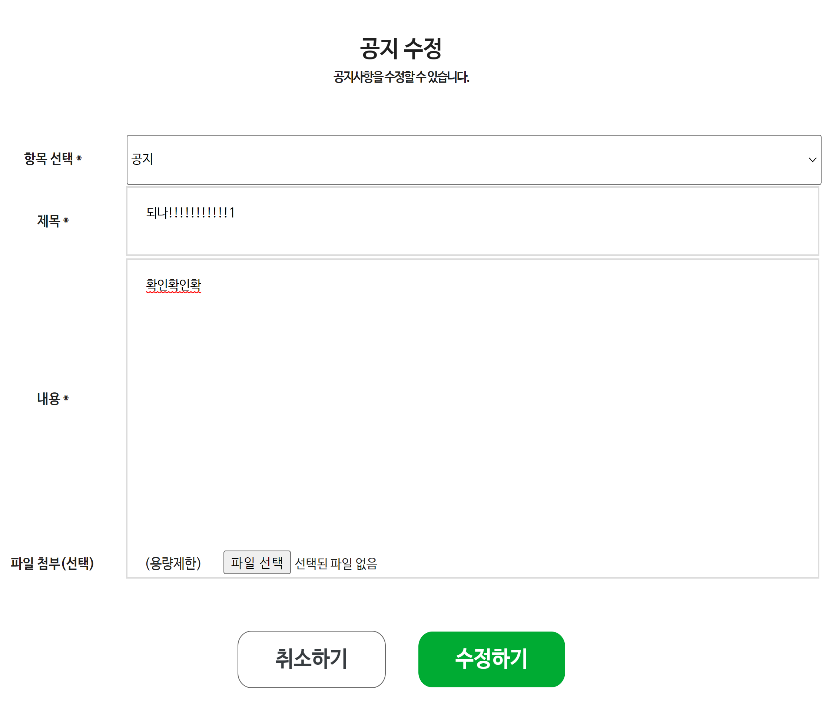 공지 수정
공지사항을 수정할 수 있습니다.
항목 선택 *
공지
제목 *
되나!!!!!!!!!!!1
확인확인확
내용 *
파일 첨부(선택)
(용량제한) 파일 선택 선택된 파일 없음
취소하기 수정하기